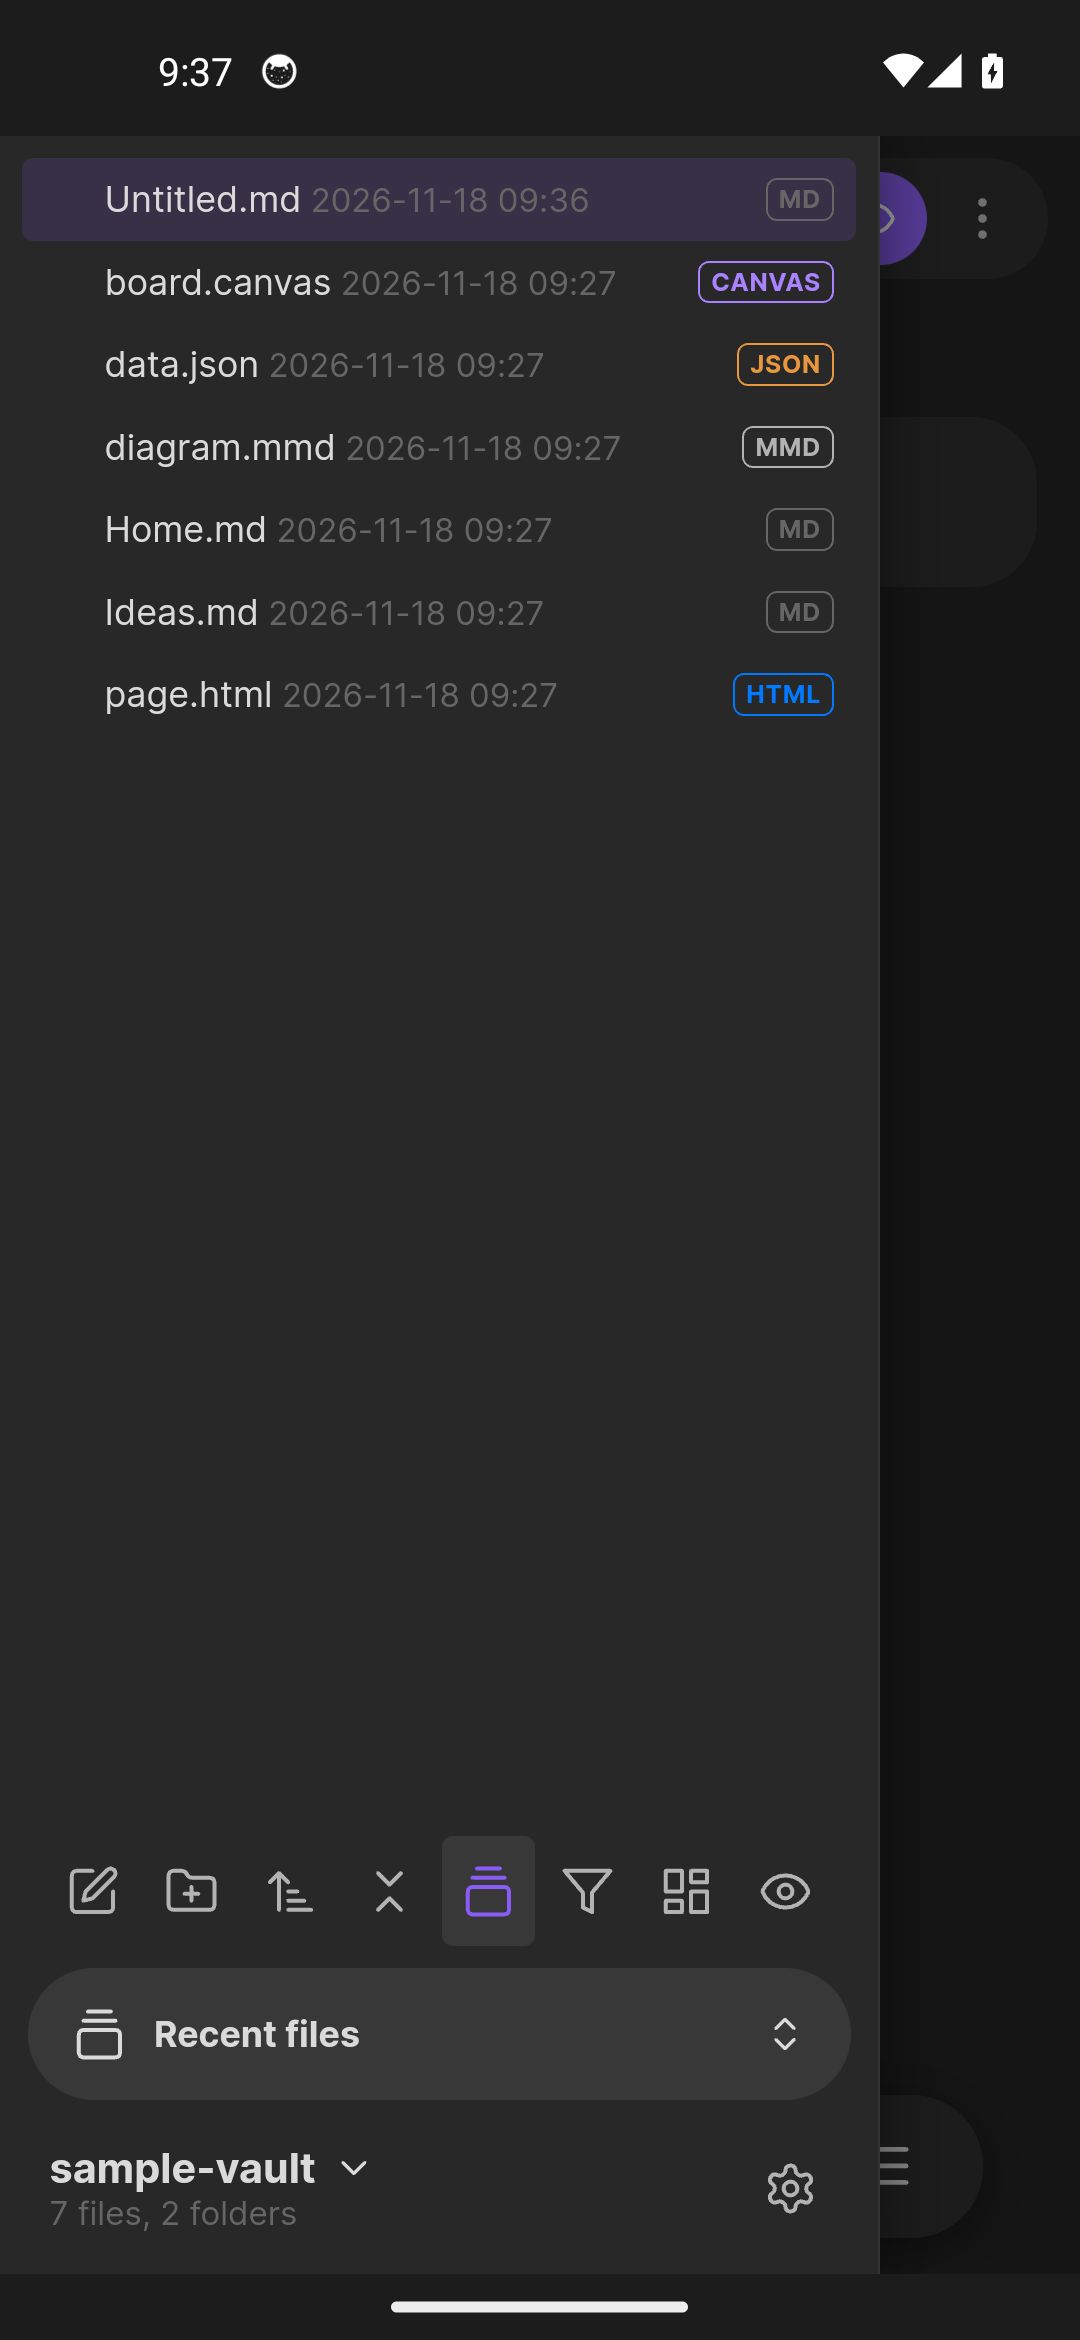 9:37
Untitled.md 2026-11-18 09:36 MD
board.canvas 2026-11-18 09:27 CANVAS
data.json 2026-11-18 09:27 JSON
diagram.mmd 2026-11-18 09:27 MMD
Home.md 2026-11-18 09:27 MD
Ideas.md 2026-11-18 09:27 MD
page.html 2026-11-18 09:27 HTML
Recent files
sample-vault
7 files, 2 folders